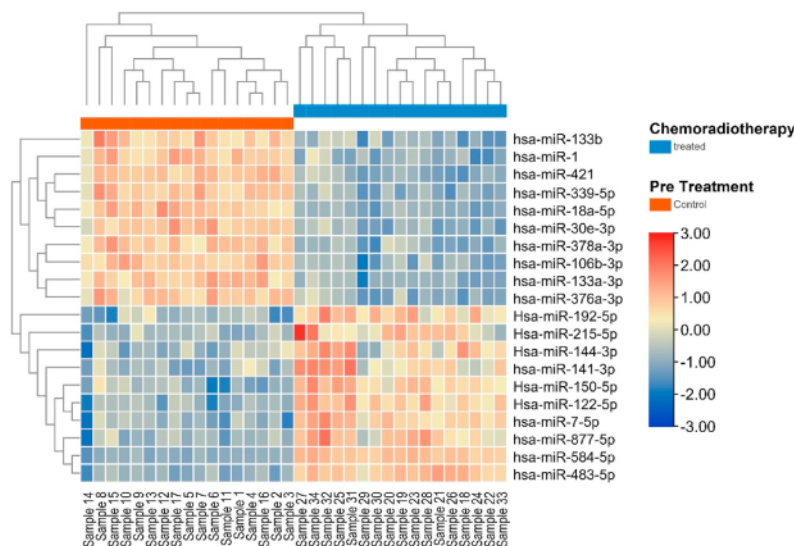 hsa-miR-133b
hsa-miR-1
hsa-miR-421
hsa-miR-339-5p
hsa-miR-18a-5p
hsa-miR-30e-3p
hsa-miR-378a-3p
hsa-miR-106b-3p
hsa-miR-133a-3p
hsa-miR-376a-3p
Hsa-miR-192-5p
Hsa-miR-215-5p
Hsa-miR-144-3p
hsa-miR-141-3p
Hsa-miR-150-5p
Hsa-miR-122-5p
hsa-miR-7-5p
hsa-miR-877-5p
hsa-miR-584-5p
hsa-miR-483-5p
Sample 14
Sample 8
Sample 15
Sample 10
Sample 9
Sample 13
Sample 12
Sample 17
Sample 5
Sample 7
Sample 6
Sample 11
Sample 1
Sample 4
Sample 16
Sample 2
Sample 3
Sample 27
Sample 34
Sample 32
Sample 25
Sample 31
Sample 29
Sample 30
Sample 20
Sample 19
Sample 23
Sample 28
Sample 21
Sample 26
Sample 18
Sample 24
Sample 22
Sample 33
Chemoradiotherapy
treated
Pre Treatment
Control
3.00
2.00
1.00
0.00
-1.00
-2.00
-3.00